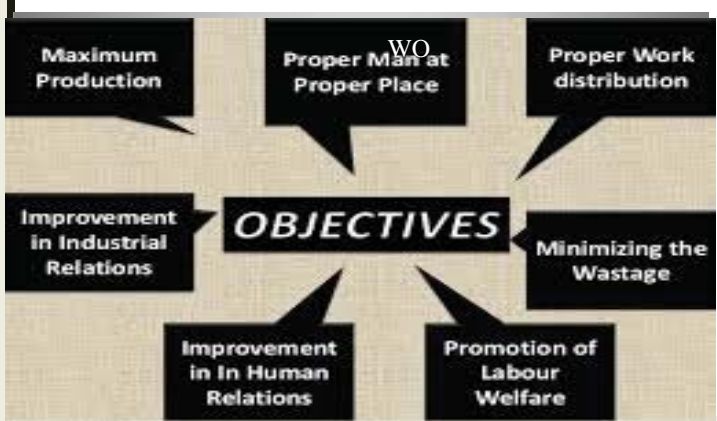 Maximum
Production
WO
Proper Man at
Proper Place
Proper Work
distribution
Improvement
in Industrial
Relations
OBJECTIVES
Minimizing the
Wastage
Improvement
in In Human
Relations
Promotion of
Labour
Welfare